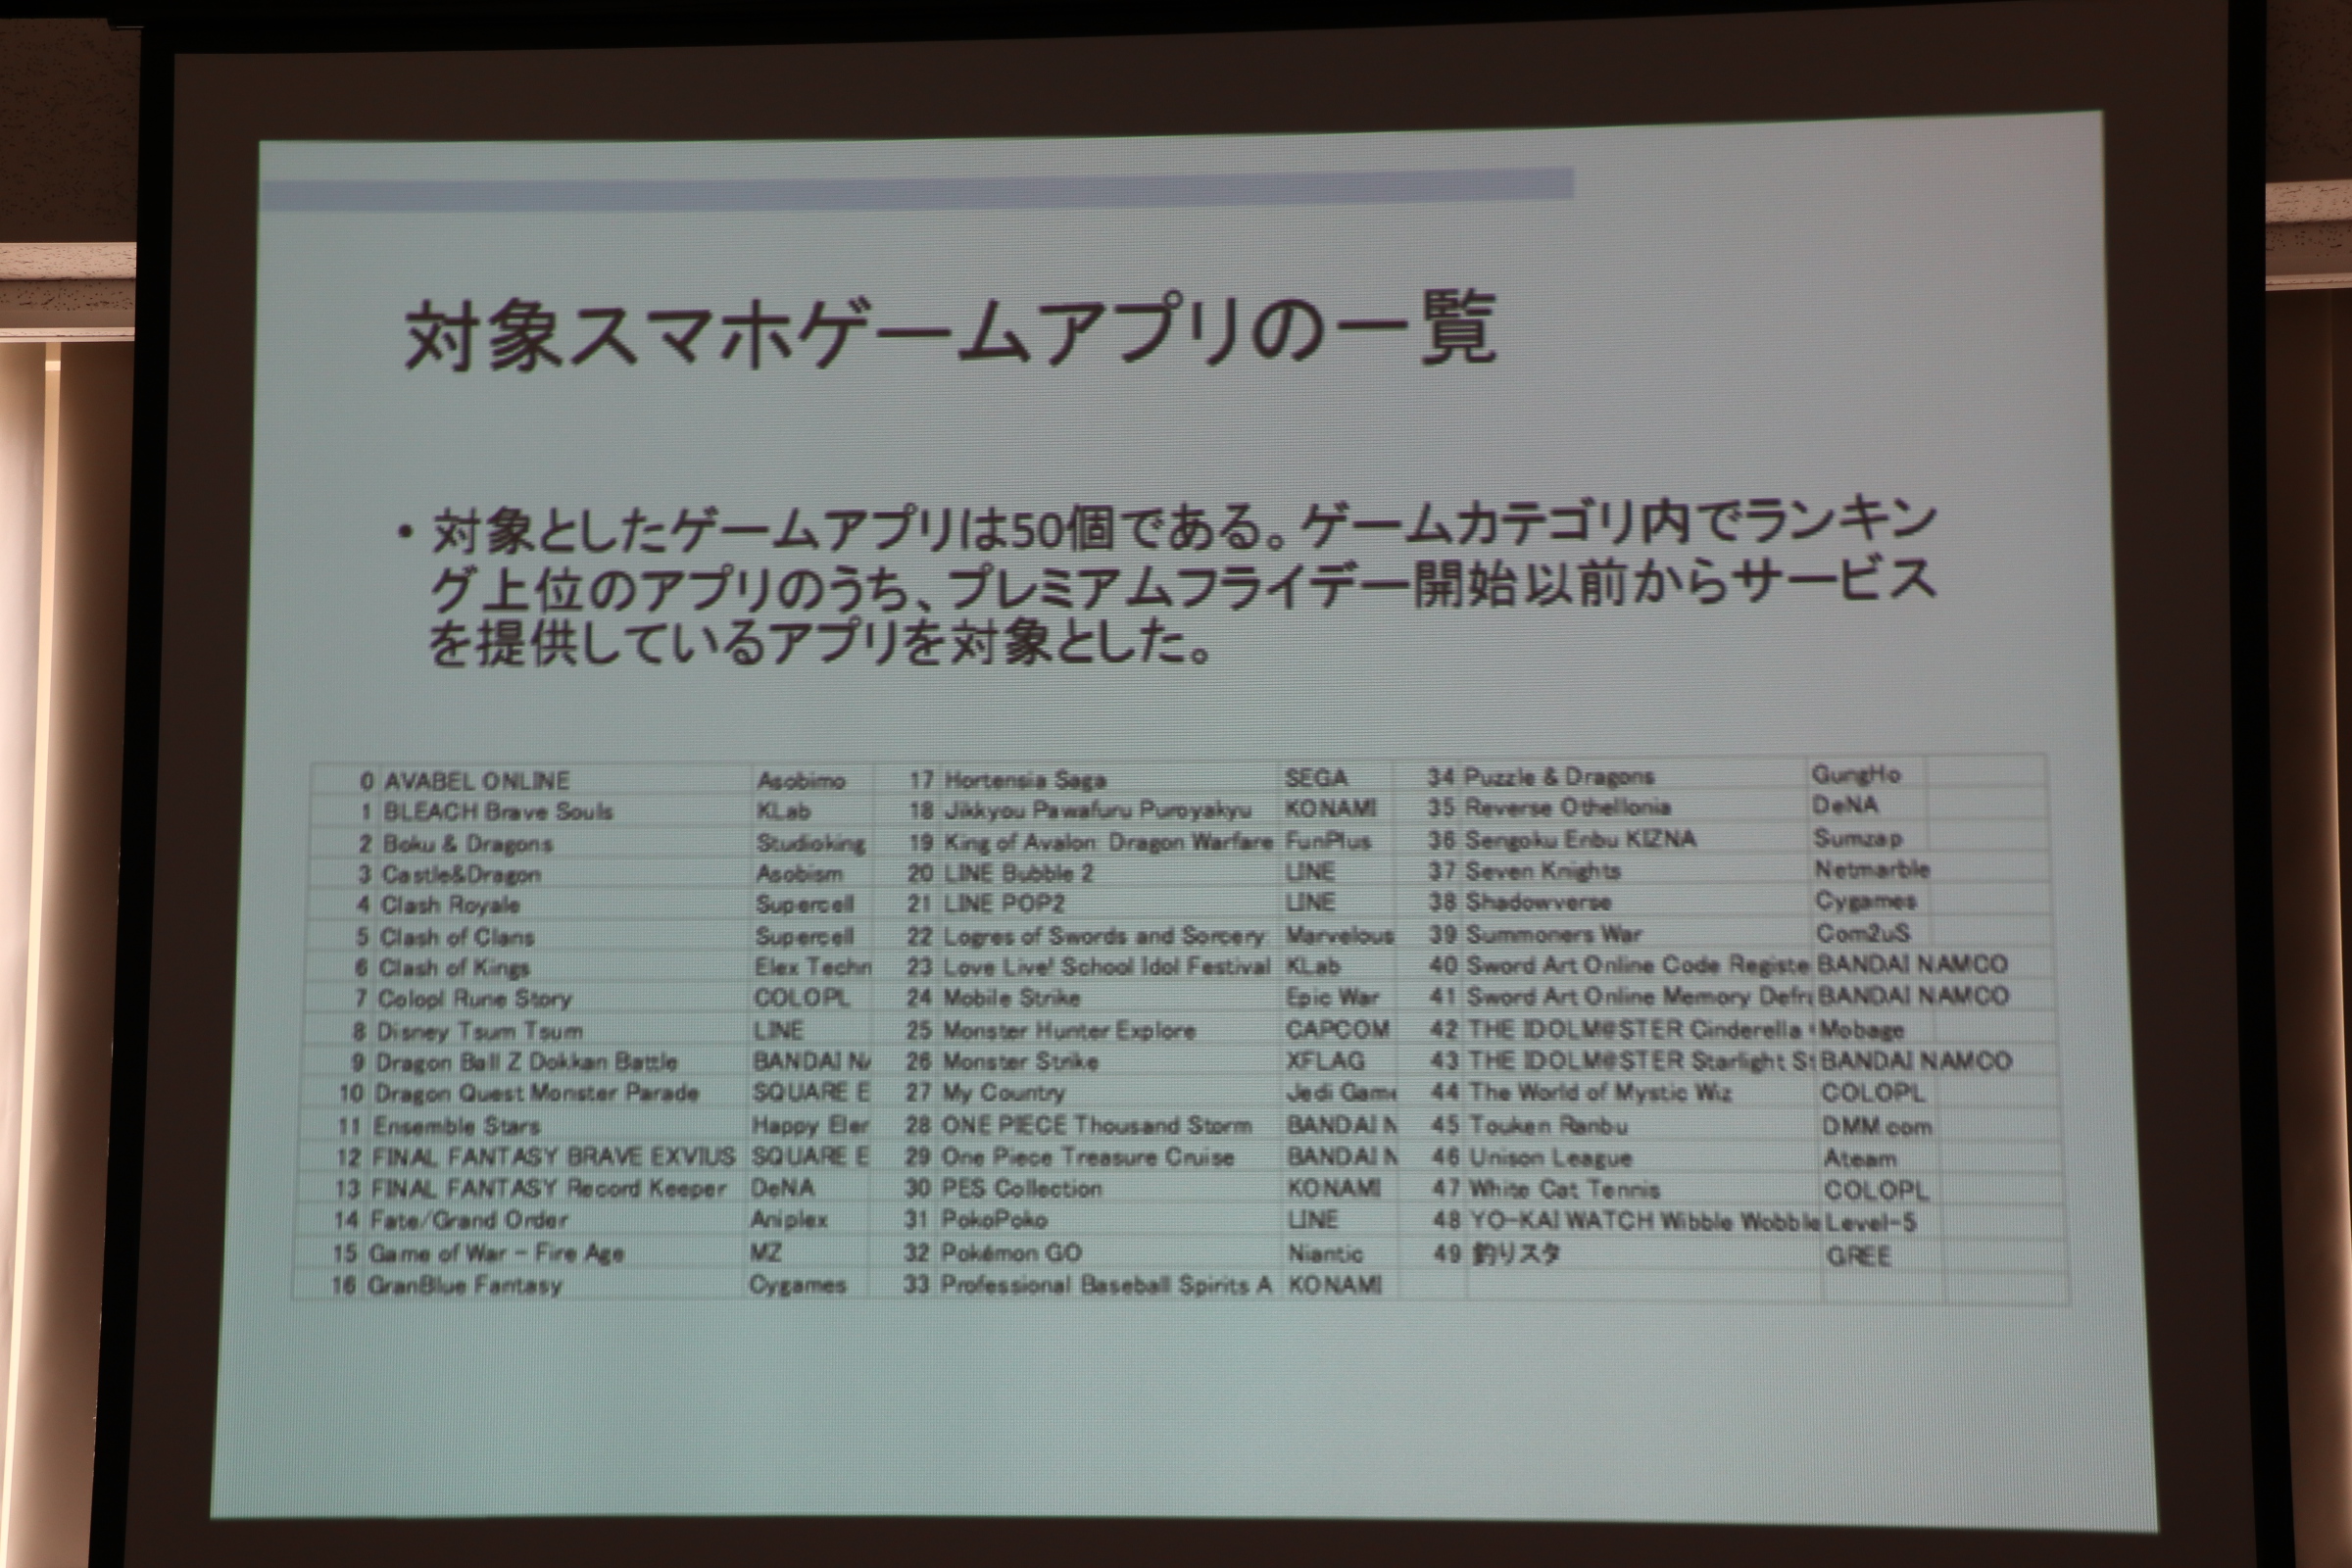 対象スマホゲームアプリの一覧
・対象としたゲームアプリは50個である。ゲームカテゴリ内でランキン
グ上位のアプリのうち、プレミアムフライデー開始以前からサービス
を提供しているアプリを対象とした。
0 AVABEL ONLINE Asobimo 17 Hortensia Saga SEGA 34 Puzzle & Dragons GungHo
1 BLEACH Brave Souls KLab 18 Jikkyou Pawafuru Puroyakyu KONAMI 35 Reverse Othellonia DeNA
2 Boku & Dragons Studioking 19 King of Avalon: Dragon Warfare FunPlus 36 Sengoku Enbu KIZNA Sumzap
3 Castle&Dragon Asobism 20 LINE Bubble 2 LINE 37 Seven Knights Netmarble
4 Clash Royale Supercell 21 LINE POP2 LINE 38 Shadowverse Cygames
5 Clash of Clans Supercell 22 Logres of Swords and Sorcery Marvelous 39 Summoners War Com2uS
6 Clash of Kings Elex Techn 23 Love Live! School Idol Festival KLab 40 Sword Art Online Code Registe BANDAI NAMCO
7 Colopl Rune Story COLOPL 24 Mobile Strike Epic War 41 Sword Art Online Memory Defr BANDAI NAMCO
8 Disney Tsum Tsum LINE 25 Monster Hunter Explore CAPCOM 42 THE IDOLM@STER Cinderella Mobage
9 Dragon Ball Z Dokkan Battle BANDAI NA 26 Monster Strike XFLAG 43 THE IDOLM@STER Starlight St BANDAI NAMCO
10 Dragon Quest Monster Parade SQUARE E 27 My Country Jedi Game 44 The World of Mystic Wiz COLOPL
11 Ensemble Stars Happy Eler 28 ONE PIECE Thousand Storm BANDAI N 45 Touken Ranbu DMM.com
12 FINAL FANTASY BRAVE EXVIUS SQUARE E 29 One Piece Treasure Cruise BANDAI N 46 Unison League Ateam
13 FINAL FANTASY Record Keeper DeNA 30 PES Collection KONAMI 47 White Cat Tennis COLOPL
14 Fate/Grand Order Aniplex 31 PokoPoko LINE 48 YO-KAI WATCH Wibble Wobble Level-5
15 Game of War - Fire Age MZ 32 Pokémon GO Niantic 49 釣りスタ GREE
16 GranBlue Fantasy Cygames 33 Professional Baseball Spirits A KONAMI